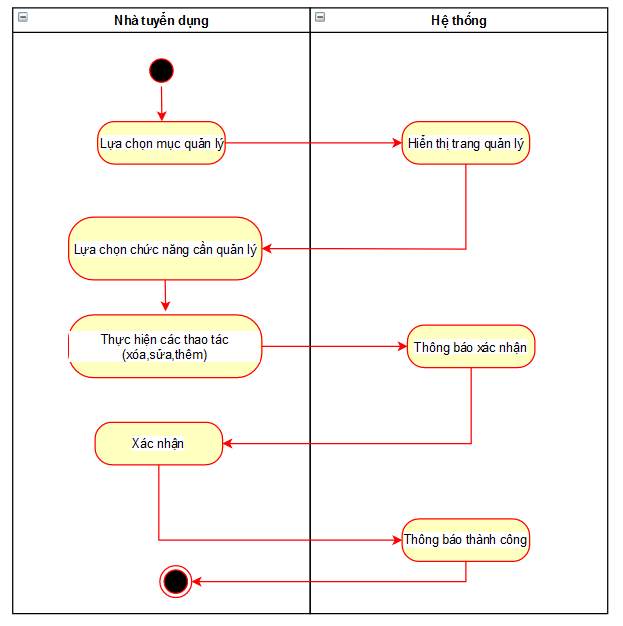 Nhà tuyển dụng
Hệ thống
Lựa chọn mục quản lý
Hiển thị trang quản lý
Lựa chọn chức năng cần quản lý
Thực hiện các thao tác
(xóa,sửa,thêm)
Thông báo xác nhận
Xác nhận
Thông báo thành công